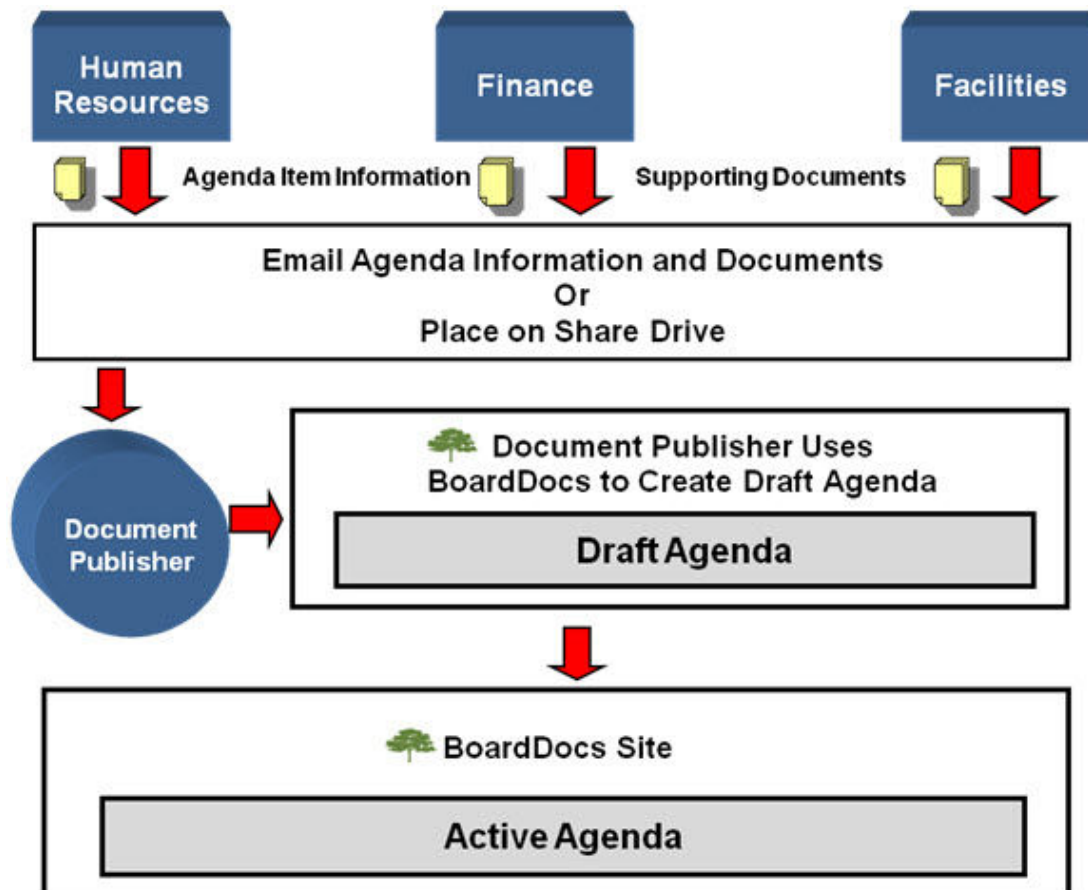 Human
Resources
Finance
Facilities
Agenda Item Information
Supporting Documents
Email Agenda Information and Documents
Or
Place on Share Drive
Document
Publisher
Document Publisher Uses
BoardDocs to Create Draft Agenda
Draft Agenda
BoardDocs Site
Active Agenda